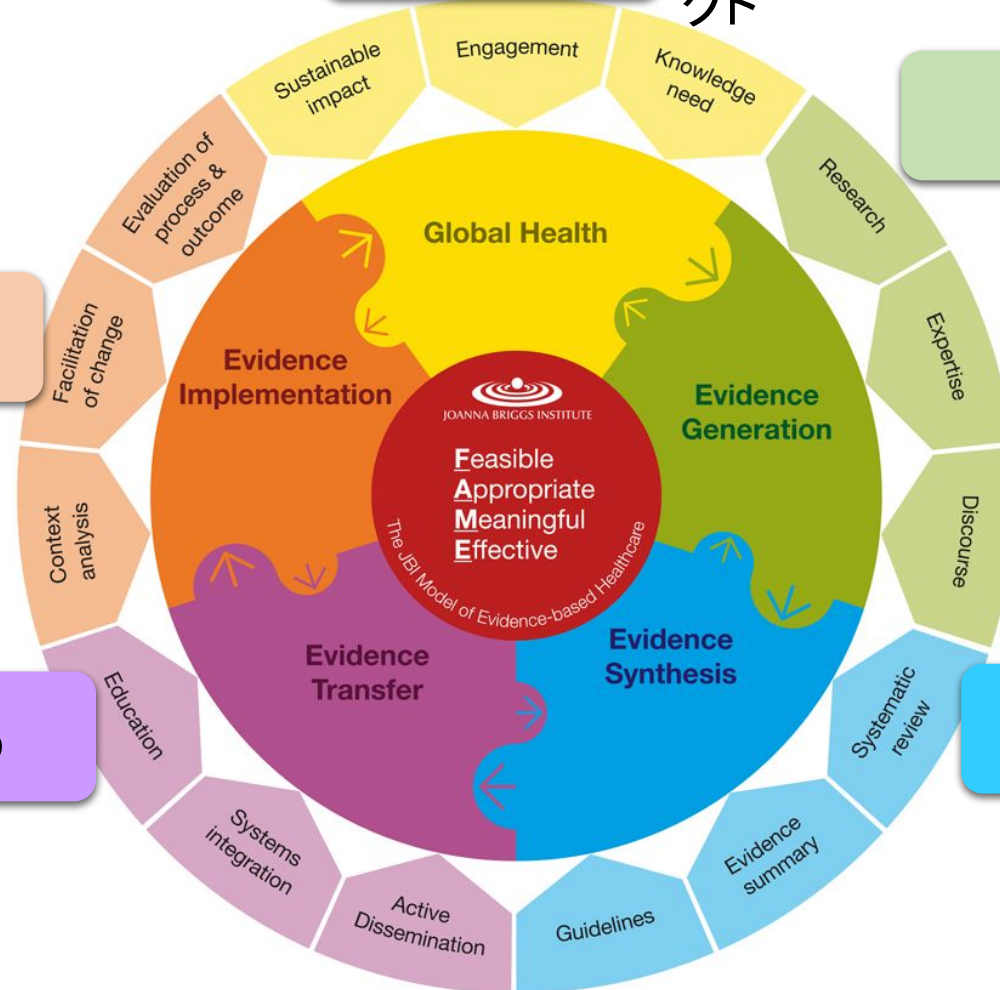 Engagement
Knowledge
need
Research
Expertise
Discourse
Systematic
review
Evidence
summary
Guidelines
Active
Dissemination
Systems
integration
Education
Context
analysis
Facilitation
of change
Evaluation of
process &
outcome
Sustainable
impact
Global Health
Evidence
Generation
Evidence
Synthesis
Evidence
Transfer
Evidence
Implementation
JOANNA BRIGGS INSTITUTE
Feasible
Appropriate
Meaningful
Effective
The JBI Model of Evidence-based Healthcare